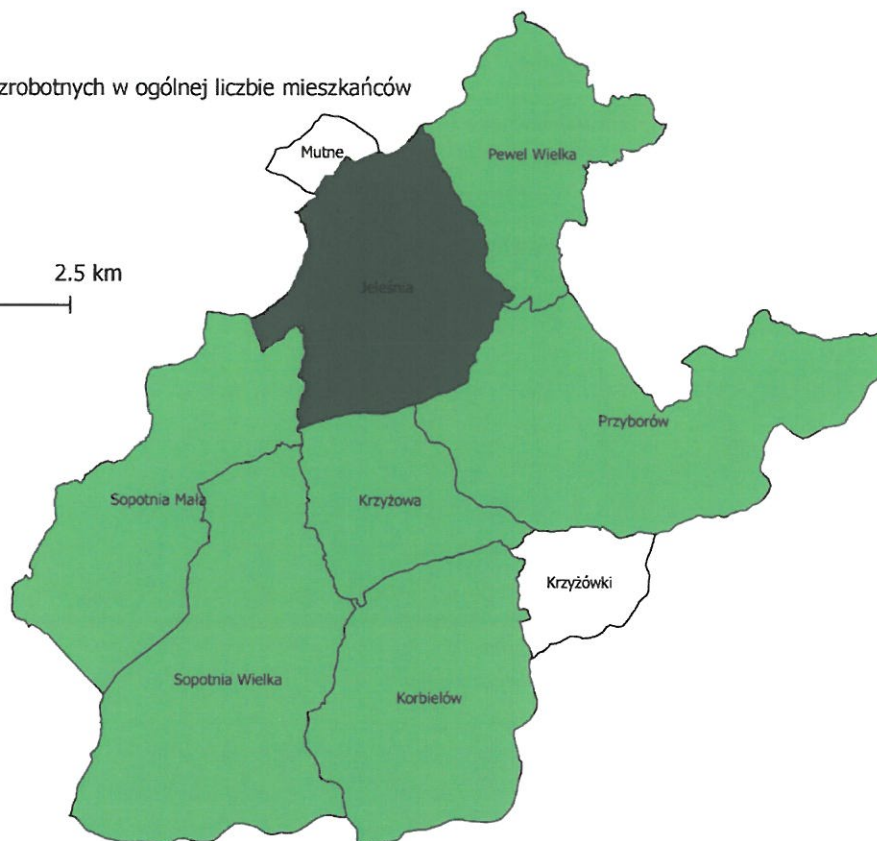 zrobotnych w ogólnej liczbie mieszkańców
Mutne
Pewel Wielka
2.5 km
Jeleśnia
Przyborów
Sopotnia Mała
Krzyżowa
Krzyżówki
Sopotnia Wielka
Korbielów